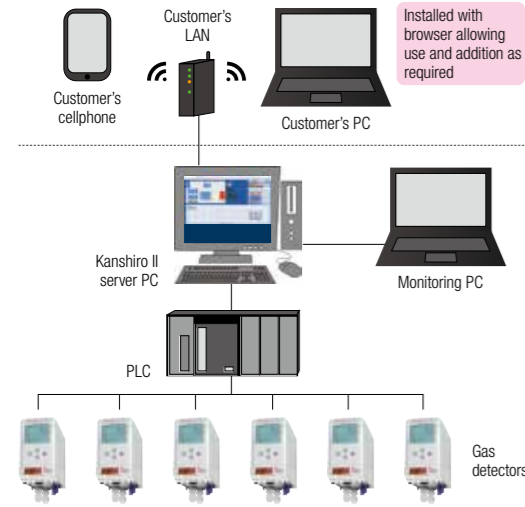 Customer's
LAN
Installed with
browser allowing
use and addition as
required
Customer's
cellphone
Customer's PC
Kanshiro II
server PC
Monitoring PC
PLC
Gas
detectors